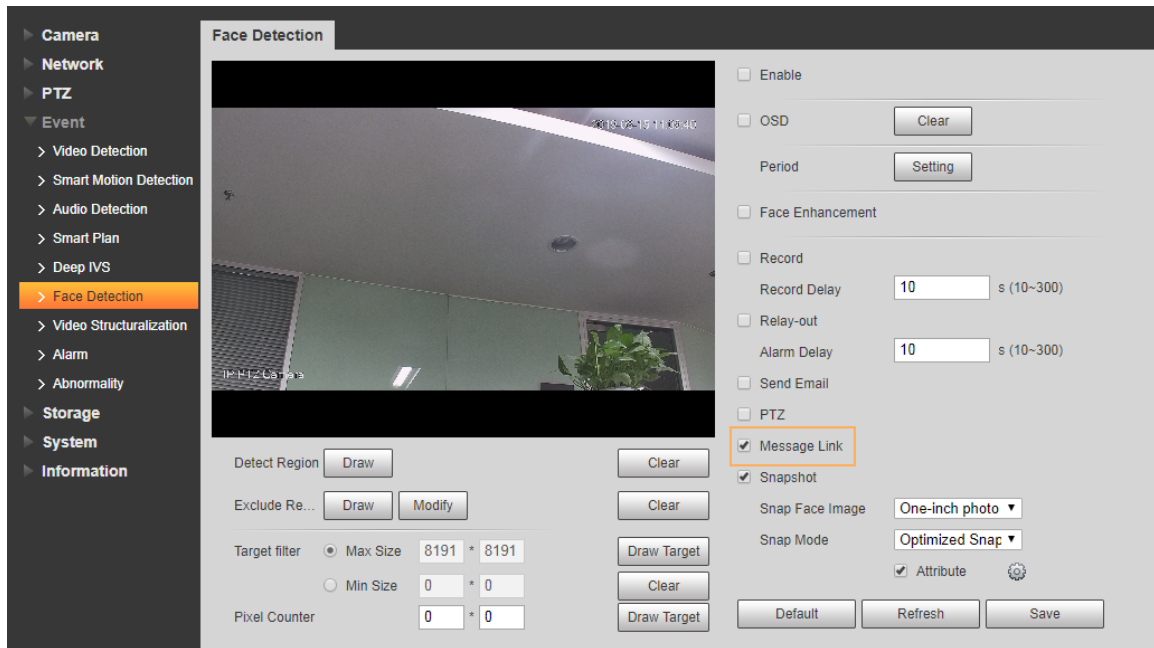 Camera
Network
PTZ
Event
Video Detection
Smart Motion Detection
Audio Detection
Smart Plan
Deep IVS
Face Detection
Video Structuralization
Alarm
Abnormality
Storage
System
Information
Face Detection
IP PTZ Camera
Detect Region Draw Clear
Exclude Re... Draw Modify Clear
Target filter Max Size 8191 * 8191 Draw Target
Min Size 0 * 0 Clear
Pixel Counter 0 * 0 Draw Target
Enable
OSD Clear
Period Setting
Face Enhancement
Record
Record Delay 10 s (10~300)
Relay-out
Alarm Delay 10 s (10~300)
Send Email
PTZ
Message Link
Snapshot
Snap Face Image One-inch photo
Snap Mode Optimized Snap
Attribute
Default Refresh Save